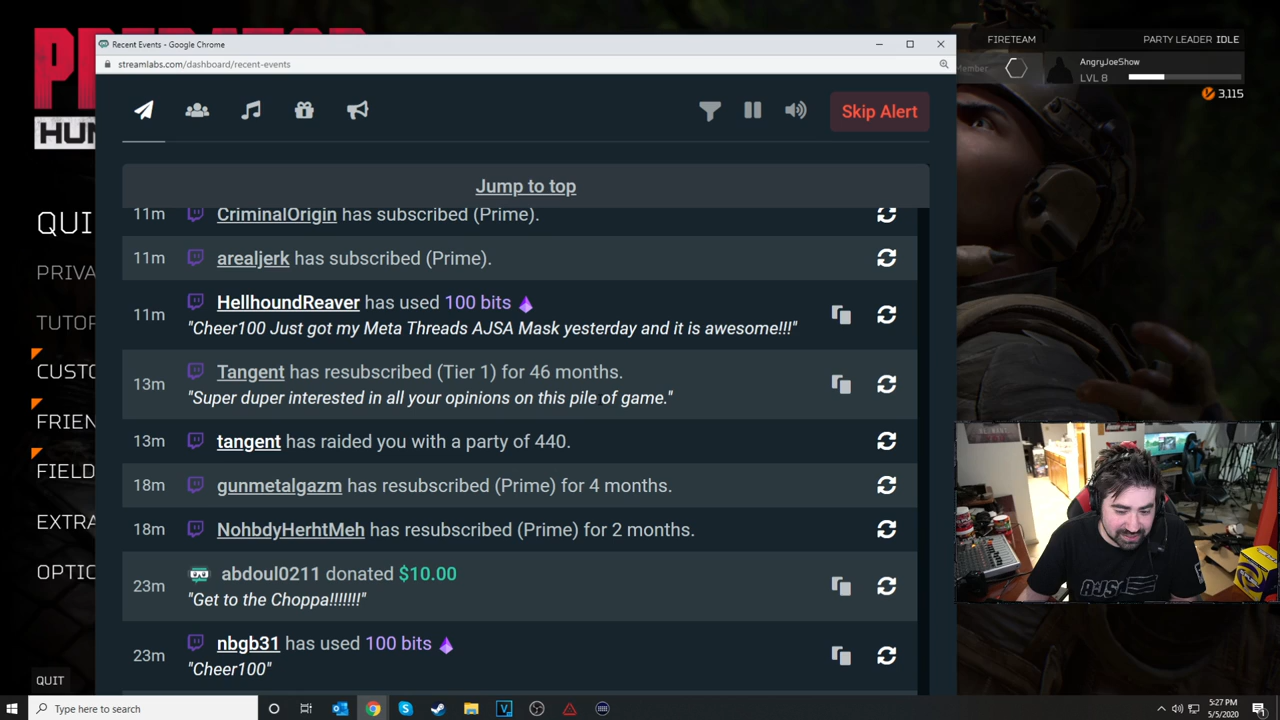 Recent Events - Google Chrome
streamlabs.com/dashboard/recent-events
FIRETEAM
PARTY LEADER IDLE
Member
AngryJoeShow
LVL 8
3,115
Skip Alert
Jump to top
11m CriminalOrigin has subscribed (Prime).
11m arealjerk has subscribed (Prime).
11m HellhoundReaver has used 100 bits
"Cheer100 Just got my Meta Threads AJSA Mask yesterday and it is awesome!!!"
13m Tangent has resubscribed (Tier 1) for 46 months.
"Super duper interested in all your opinions on this pile of game."
13m tangent has raided you with a party of 440.
18m gunmetalgazm has resubscribed (Prime) for 4 months.
18m NohbdyHerhtMeh has resubscribed (Prime) for 2 months.
23m abdoul0211 donated $10.00
"Get to the Choppa!!!!!!!"
23m nbgb31 has used 100 bits
"Cheer100"
HUN
QUI
PRIVA
TUTOR
CUSTO
FRIEN
FIELD
EXTRA
OPTIO
QUIT
AJSA
Type here to search
5:27 PM
5/5/2020